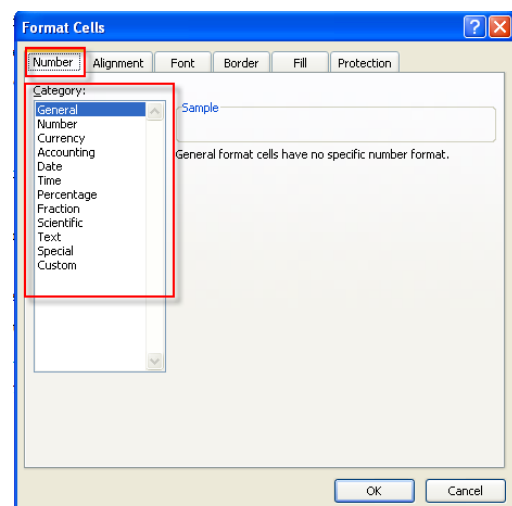 Format Cells
Number Alignment Font Border Fill Protection
Category:
General
Number
Currency
Accounting
Date
Time
Percentage
Fraction
Scientific
Text
Special
Custom
Sample
General format cells have no specific number format.
OK Cancel